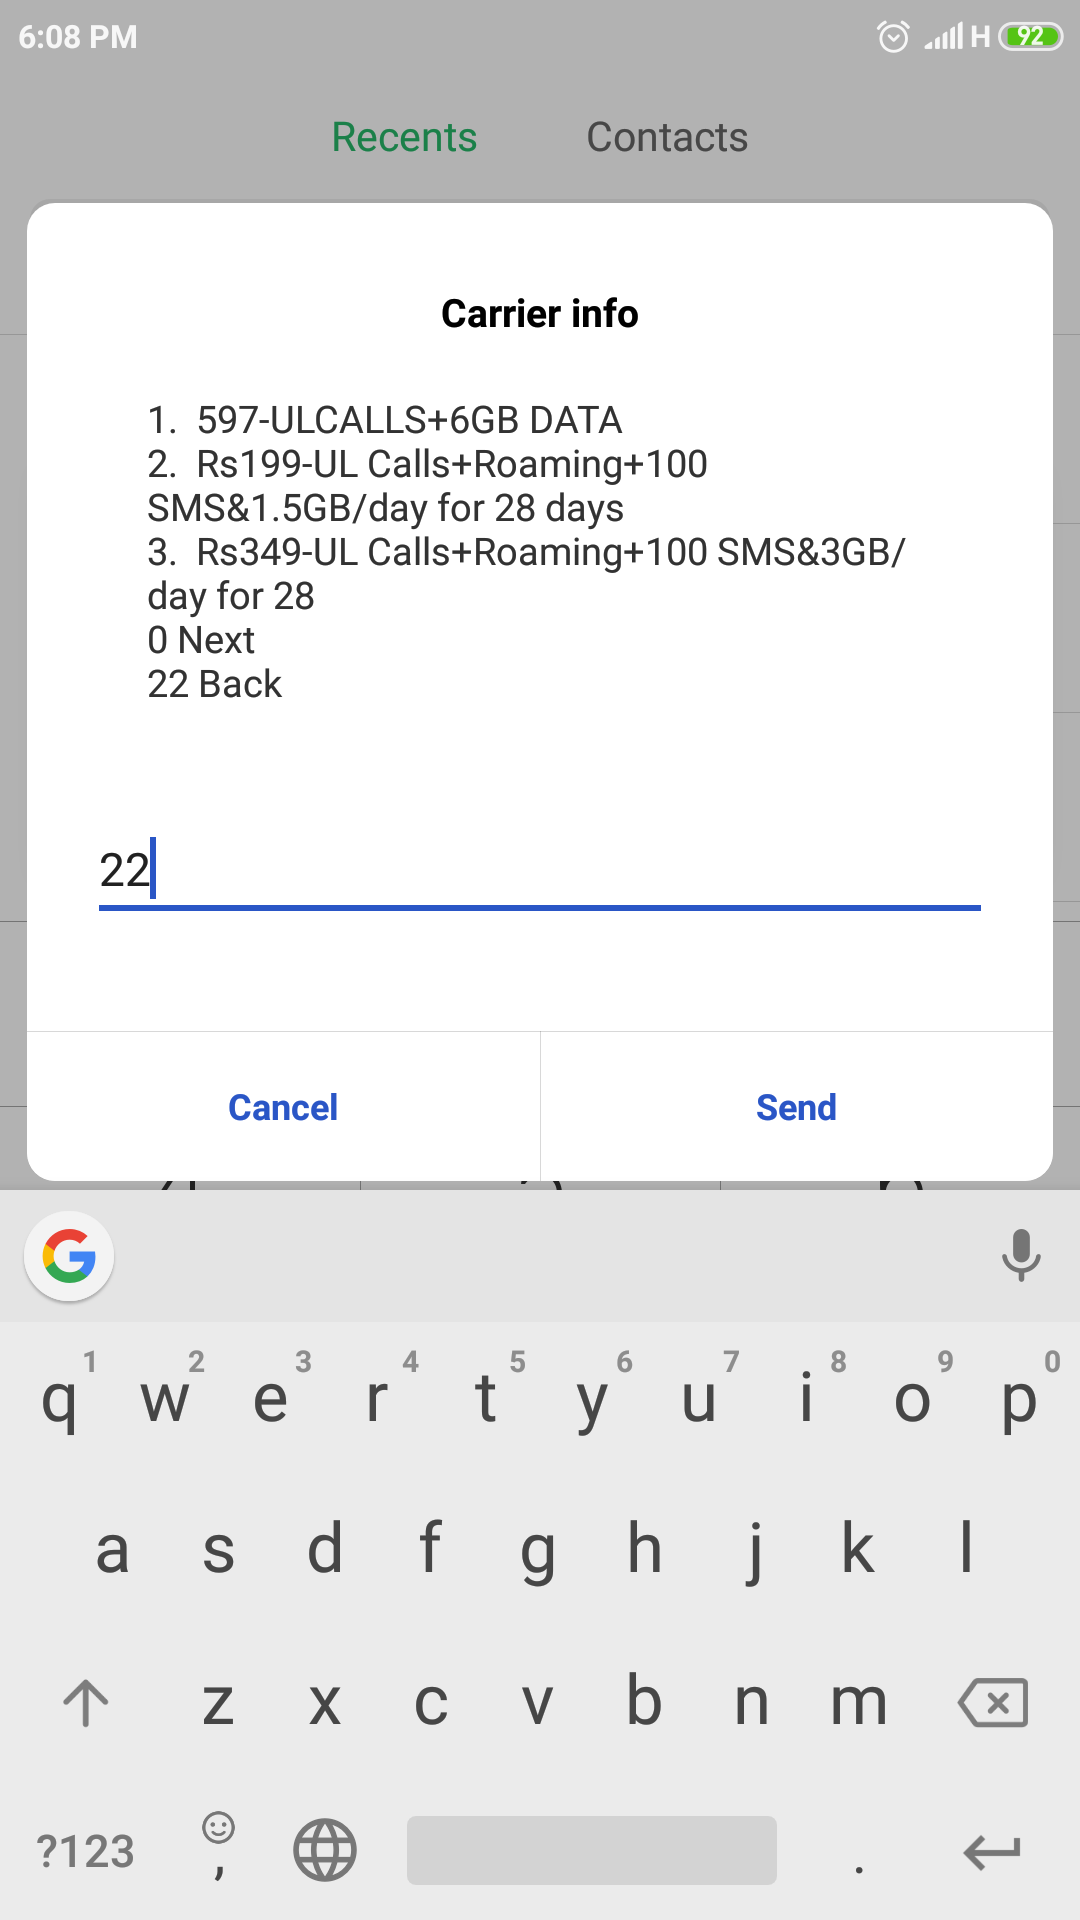 6:08 PM H 92
Recents Contacts
Carrier info
1. 597-ULCALLS+6GB DATA
2. Rs199-UL Calls+Roaming+100
SMS&1.5GB/day for 28 days
3. Rs349-UL Calls+Roaming+100 SMS&3GB/
day for 28
0 Next
22 Back
22
Cancel Send
1 2 3 4 5 6 7 8 9 0
q w e r t y u i o p
a s d f g h j k l
z x c v b n m
?123 , .